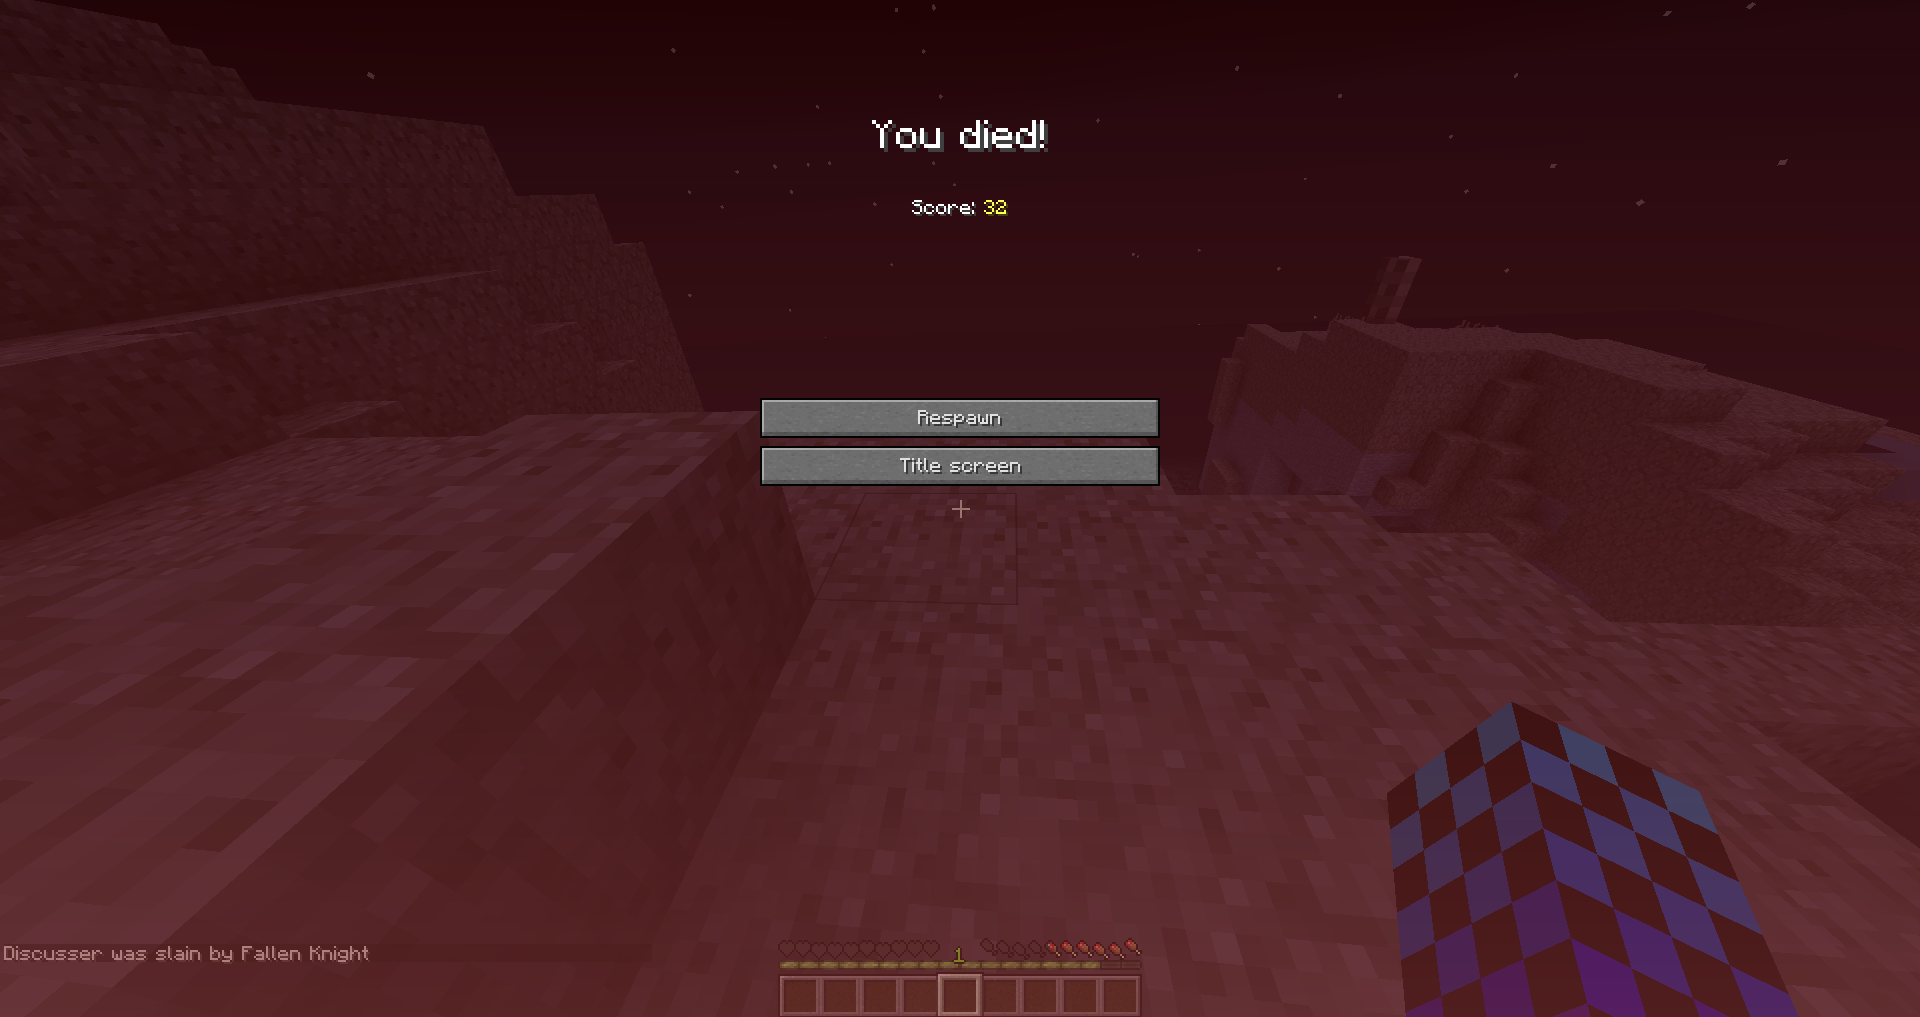 You died!
Score: 32
Respawn
Title screen
Discusser was slain by Fallen Knight
1